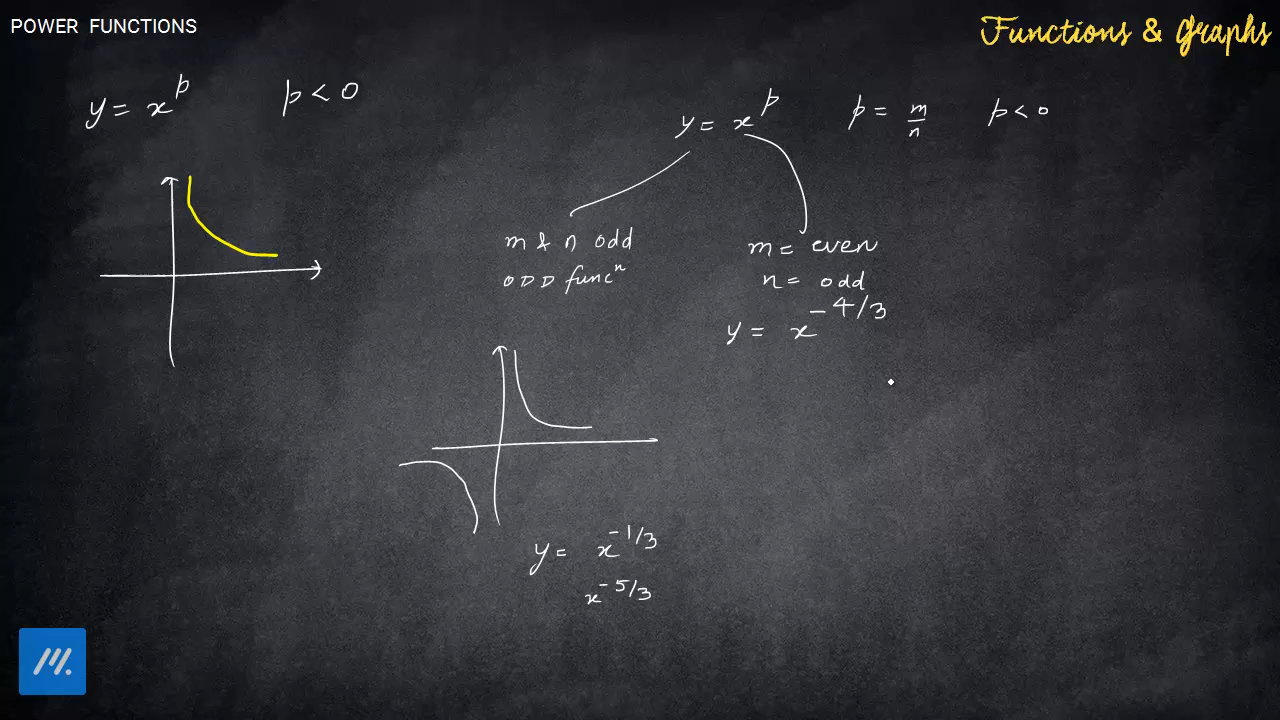 POWER FUNCTIONS
Functions & Graphs
y = x^p p < 0
y = x^p p = m/n p < 0
m & n odd
ODD funcⁿ
m = even
n = odd
y = x^-4/3
y = x^-1/3
x^-5/3